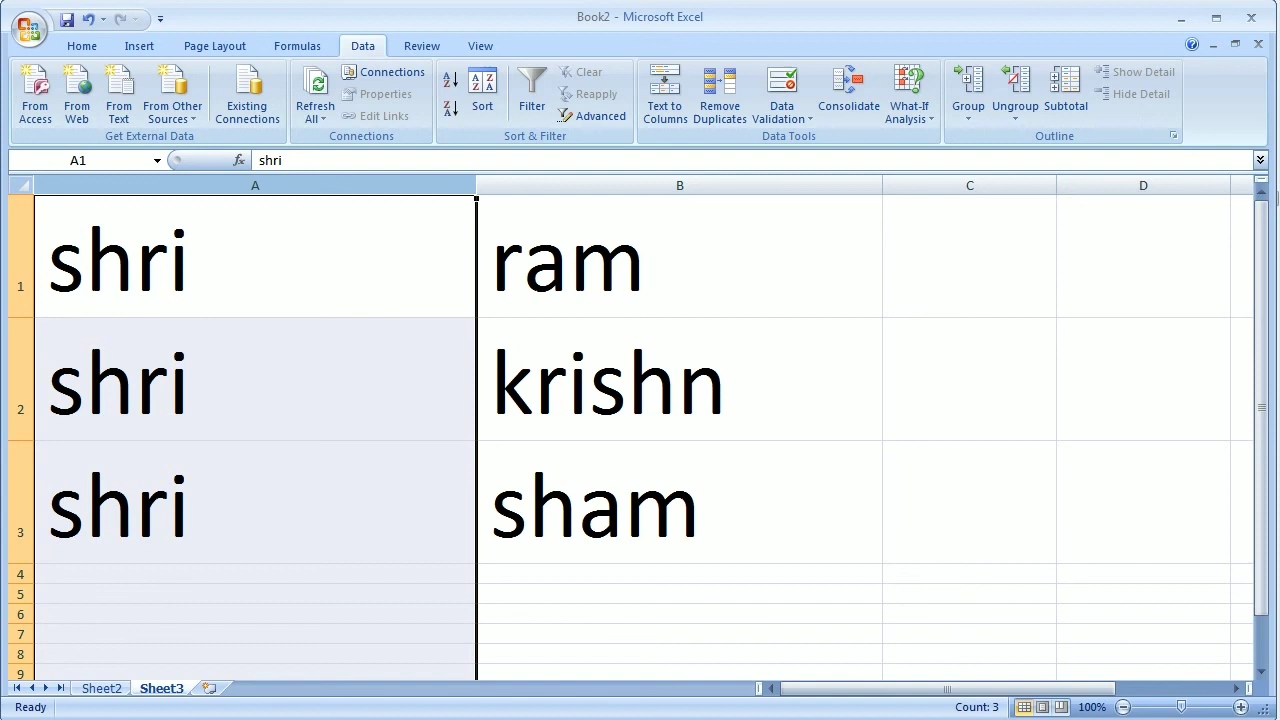 Book2 - Microsoft Excel
Home Insert Page Layout Formulas Data Review View
From Access
From Web
From Text
From Other Sources
Existing Connections
Get External Data
Refresh All
Connections
Properties
Edit Links
Connections
Sort
Filter
Clear
Reapply
Advanced
Sort & Filter
Text to Columns
Remove Duplicates
Data Validation
Consolidate
What-If Analysis
Data Tools
Group
Ungroup
Subtotal
Show Detail
Hide Detail
Outline
A1 fx shri
A B C D
1 shri ram
2 shri krishn
3 shri sham
4
5
6
7
8
9
Sheet2 Sheet3
Ready Count: 3 100%